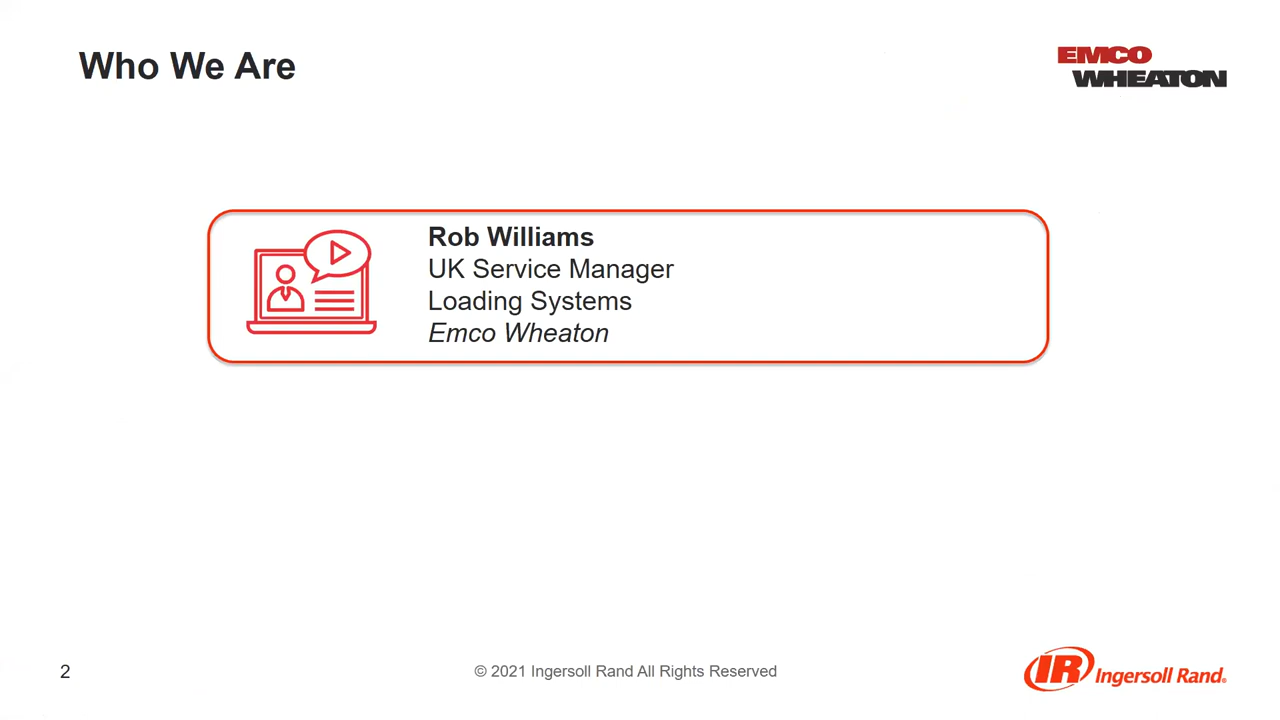 Who We Are
EMCO
WHEATON
Rob Williams
UK Service Manager
Loading Systems
Emco Wheaton
2
© 2021 Ingersoll Rand All Rights Reserved
IR Ingersoll Rand®